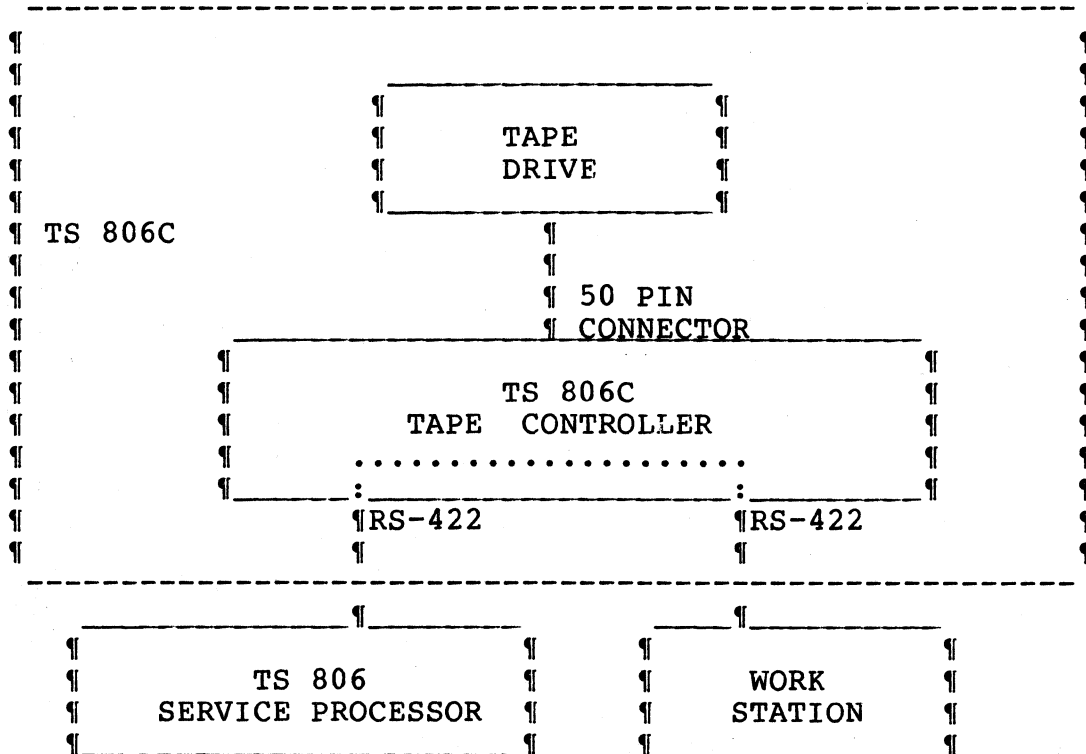 TAPE
DRIVE
TS 806C
50 PIN
CONNECTOR
TS 806C
TAPE CONTROLLER
RS-422 RS-422
TS 806 WORK
SERVICE PROCESSOR STATION